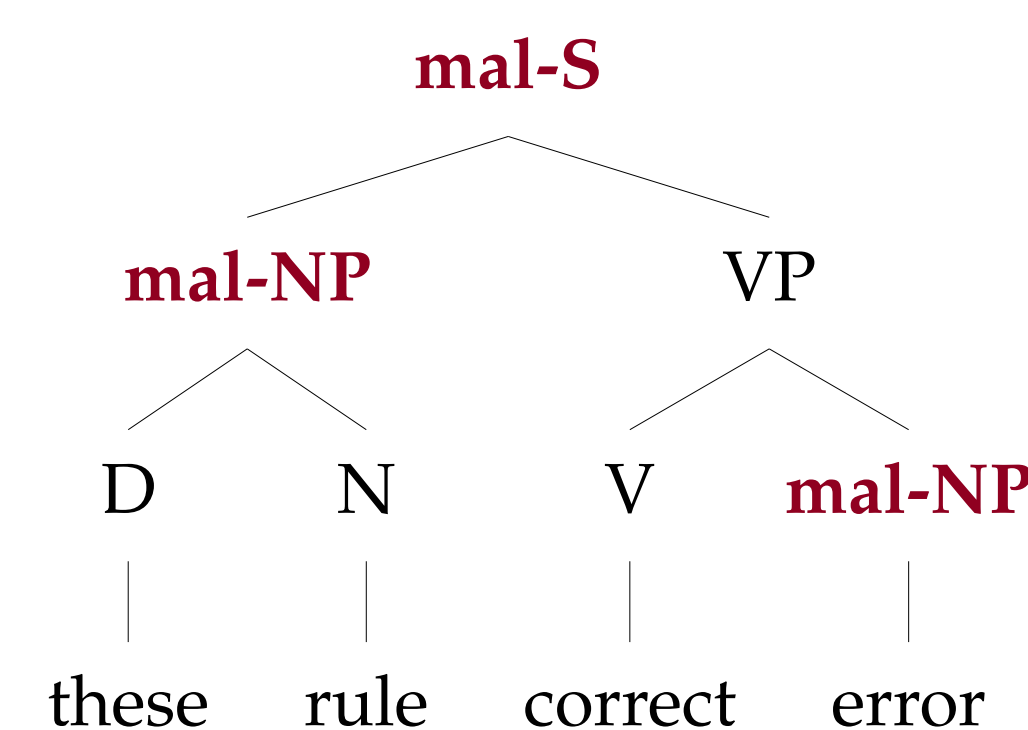 mal-S
mal-NP VP
D N V mal-NP
these rule correct error